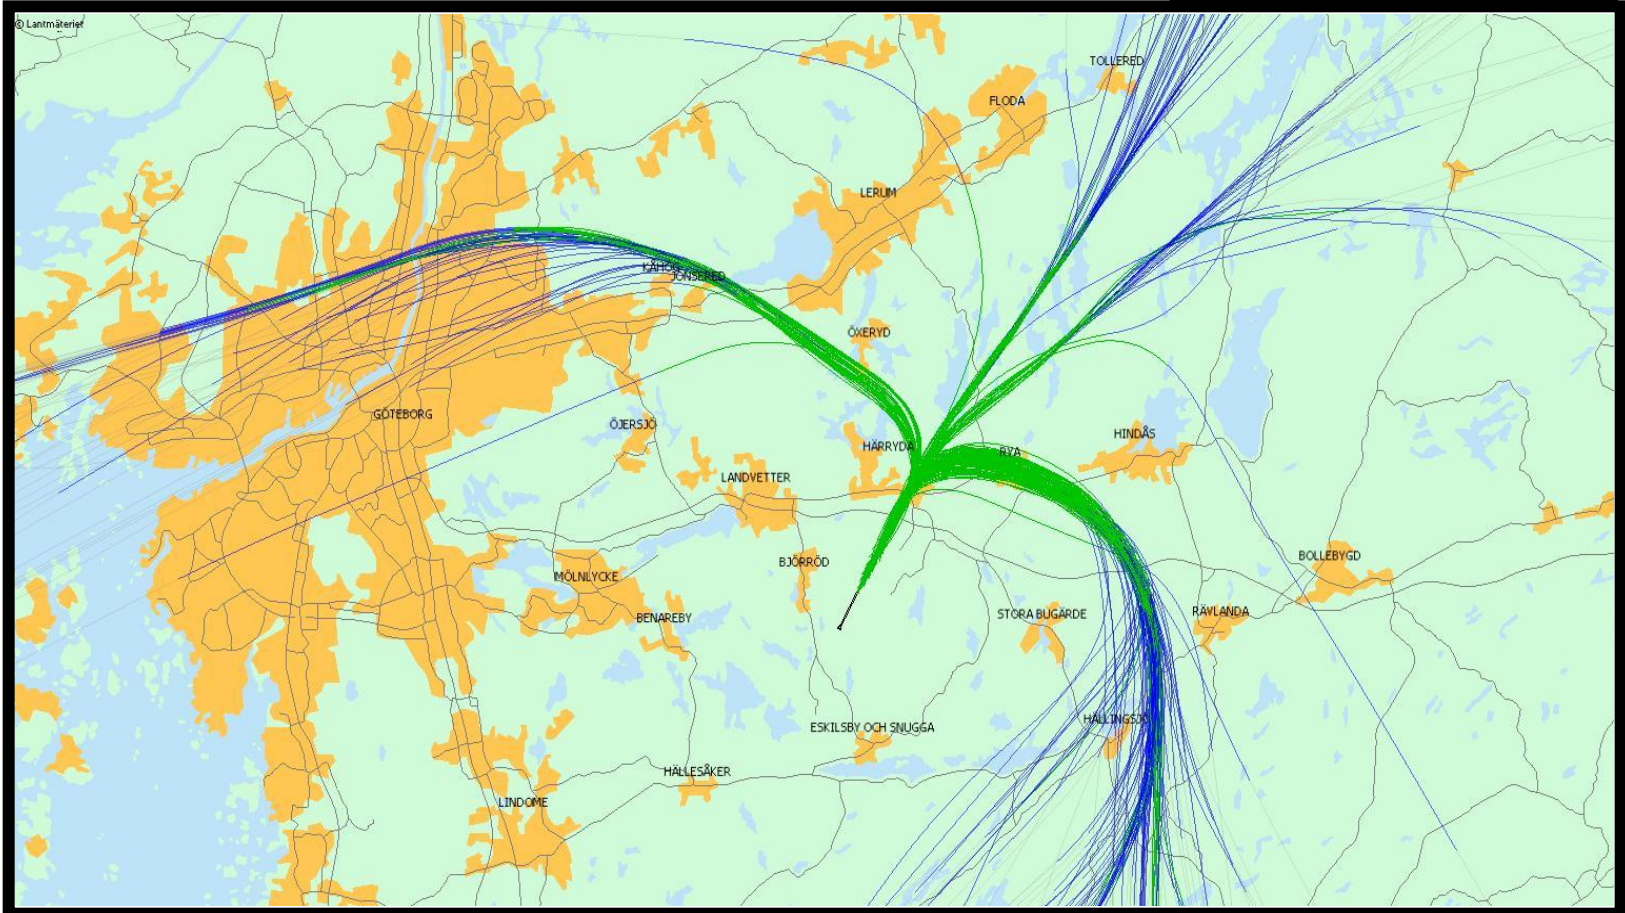 © Lantmäteriet
TOLLERED
FLODA
LERUM
JONSERED
ÖXERYD
GÖTEBORG
ÖJERSJÖ
HINDÅS
HÄRRYDA
RYA
LANDVETTER
BOLLEBYGD
BJÖRRÖD
MÖLNLYCKE
RÄVLANDA
STORA BUGÄRDE
BENAREBY
HÄLLINGSJÖ
ESKILSBY OCH SNUGGA
HÄLLESÅKER
LINDOME